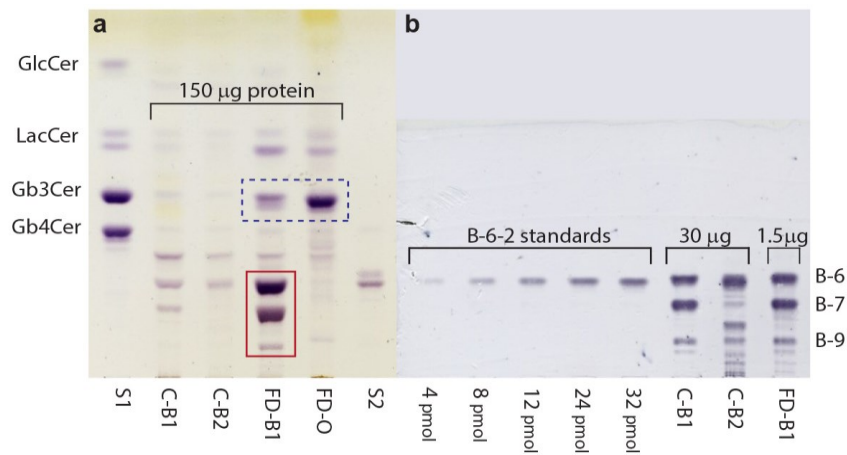 a
b
GlcCer
LacCer
Gb3Cer
Gb4Cer
150 µg protein
B-6-2 standards
30 µg
1.5µg
B-6
B-7
B-9
S1
C-B1
C-B2
FD-B1
FD-O
S2
4 pmol
8 pmol
12 pmol
24 pmol
32 pmol
C-B1
C-B2
FD-B1